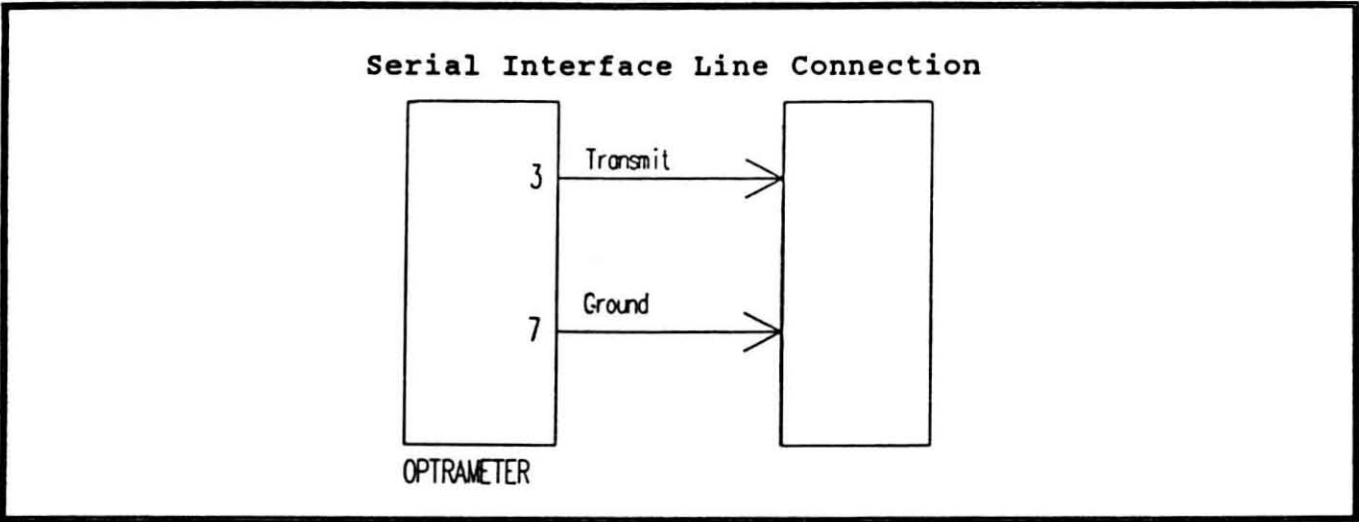 Serial Interface Line Connection
3 Transmit
7 Ground
OPTRAMETER